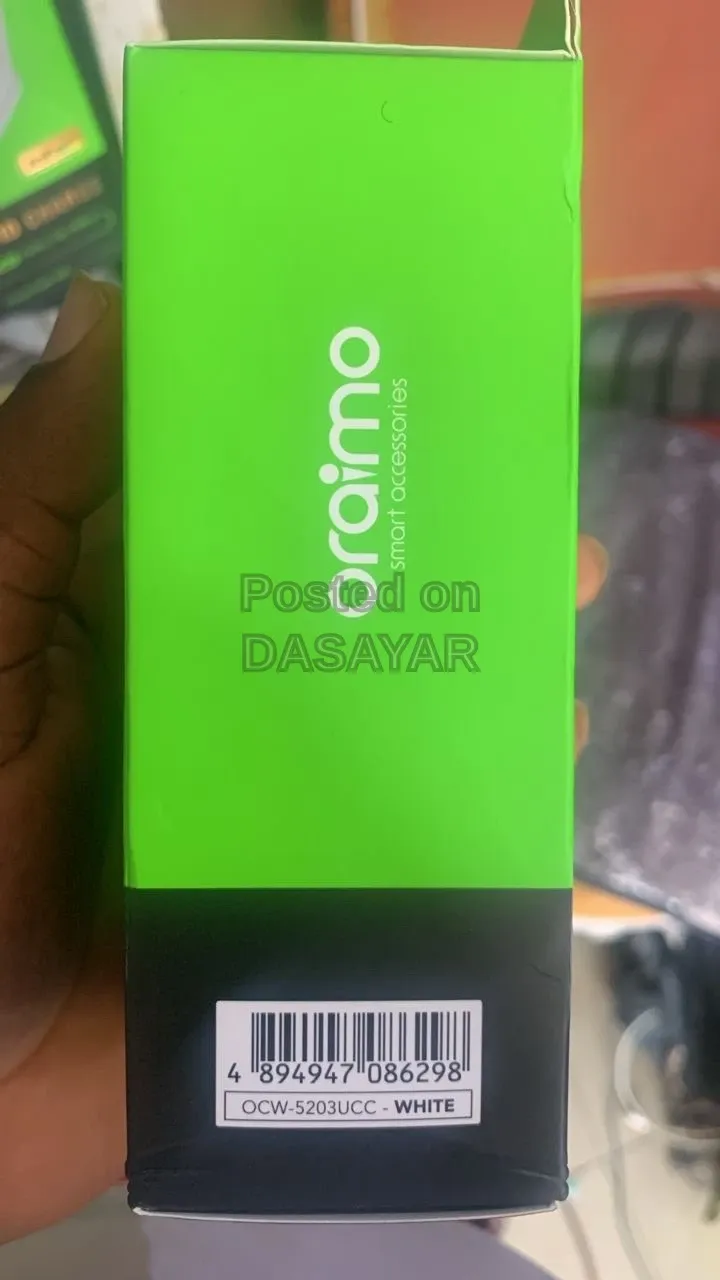 oraimo
smart accessories
Posted on
DASAYAR
4 894947 086298
OCW-5203UCC - WHITE